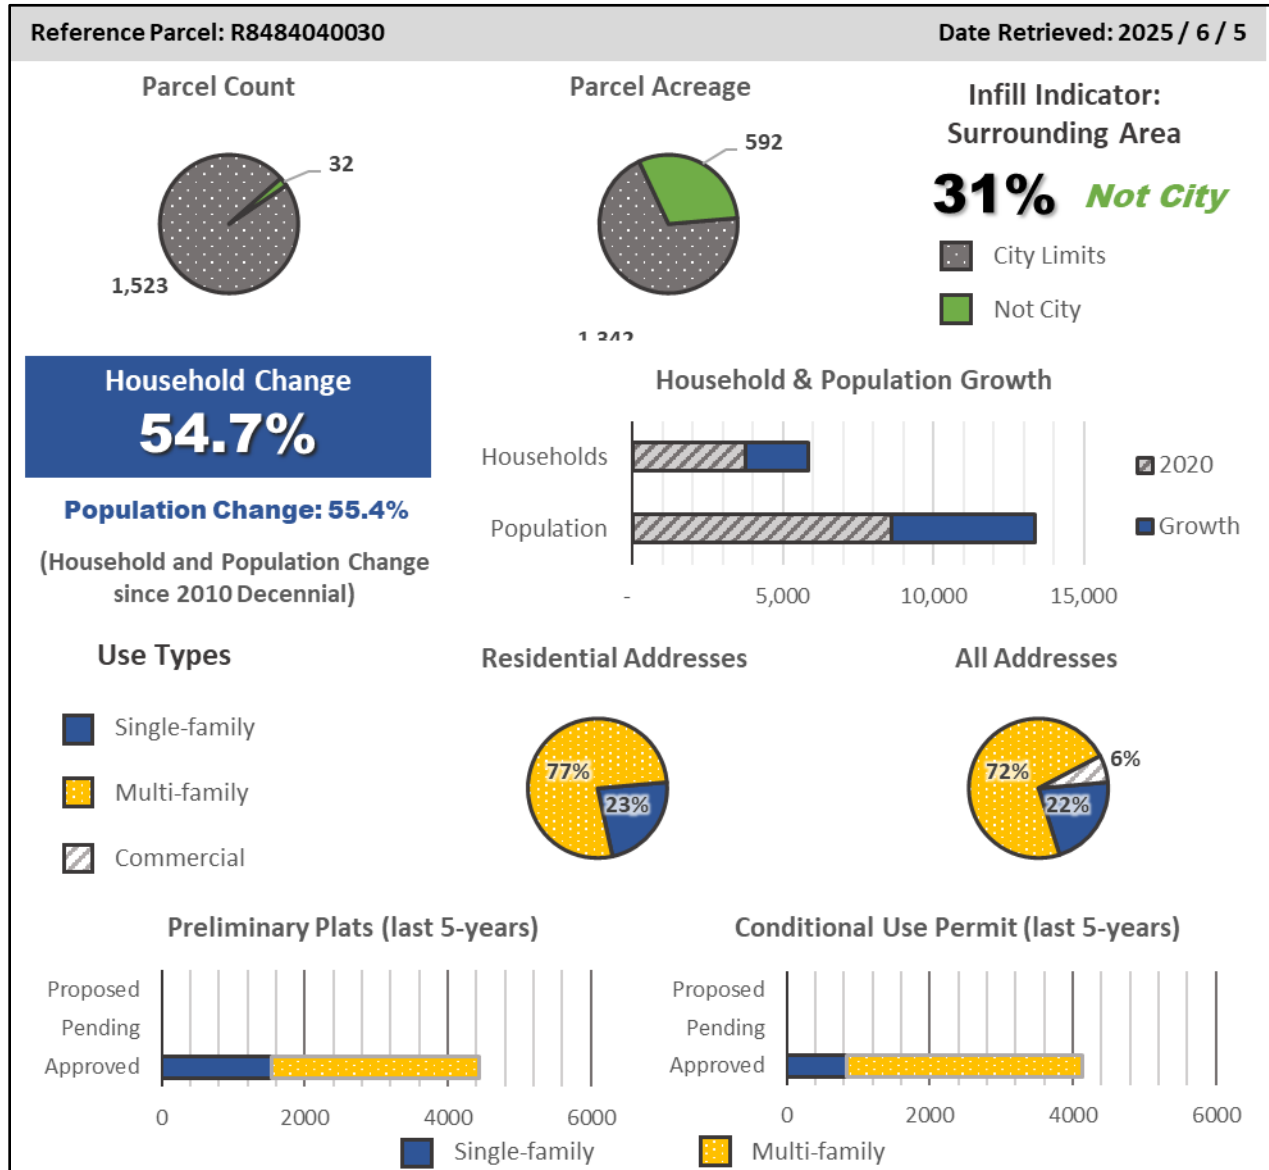 Reference Parcel: R8484040030
Date Retrieved: 2025 / 6 / 5
Parcel Count
32
1,523
Parcel Acreage
592
1,342
Infill Indicator:
Surrounding Area
31% Not City
City Limits
Not City
Household Change
54.7%
Population Change: 55.4%
(Household and Population Change
since 2010 Decennial)
Household & Population Growth
Households
Population
- 5,000 10,000 15,000
2020
Growth
Use Types
Single-family
Multi-family
Commercial
Residential Addresses
77%
23%
All Addresses
72%
6%
22%
Preliminary Plats (last 5-years)
Proposed
Pending
Approved
0 2000 4000 6000
Conditional Use Permit (last 5-years)
Proposed
Pending
Approved
0 2000 4000 6000
Single-family
Multi-family